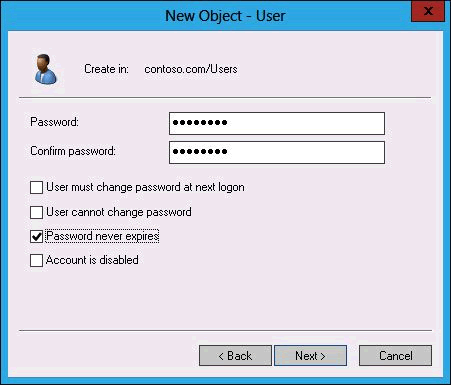 New Object - User
x
Create in: contoso.com/Users
Password: ●●●●●●●●
Confirm password: ●●●●●●●●
User must change password at next logon
User cannot change password
Password never expires
Account is disabled
< Back Next > Cancel